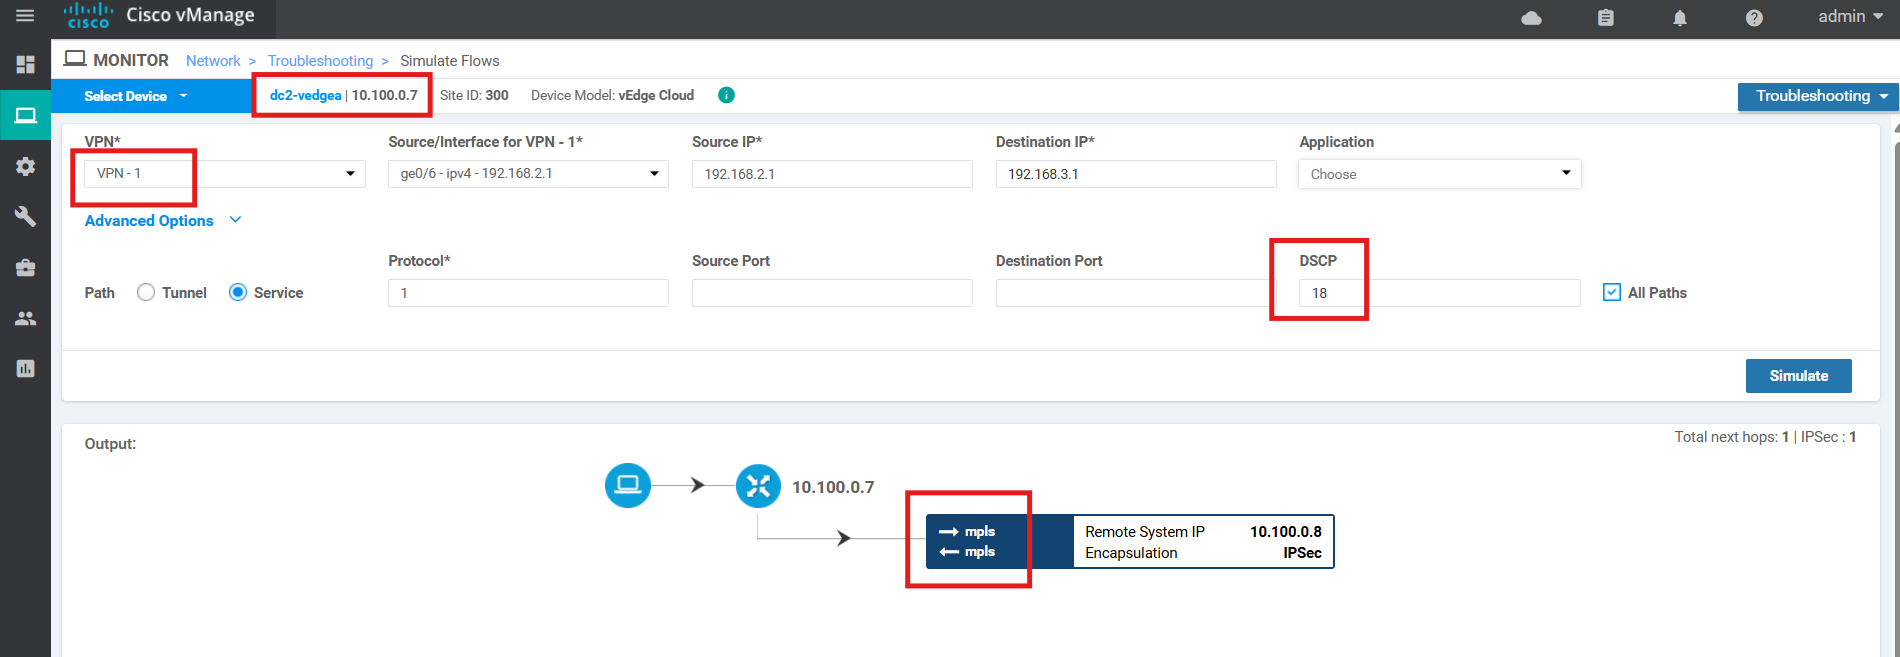 cisco Cisco vManage admin
MONITOR Network > Troubleshooting > Simulate Flows
Select Device dc2-vedgea | 10.100.0.7 Site ID: 300 Device Model: vEdge Cloud i Troubleshooting
VPN* Source/Interface for VPN - 1* Source IP* Destination IP* Application
VPN - 1 ge0/6 - ipv4 - 192.168.2.1 192.168.2.1 192.168.3.1 Choose
Advanced Options
Protocol* Source Port Destination Port DSCP
Path Tunnel Service 1 18 All Paths
Simulate
Output: Total next hops: 1 | IPSec : 1
10.100.0.7
mpls Remote System IP 10.100.0.8
mpls Encapsulation IPSec